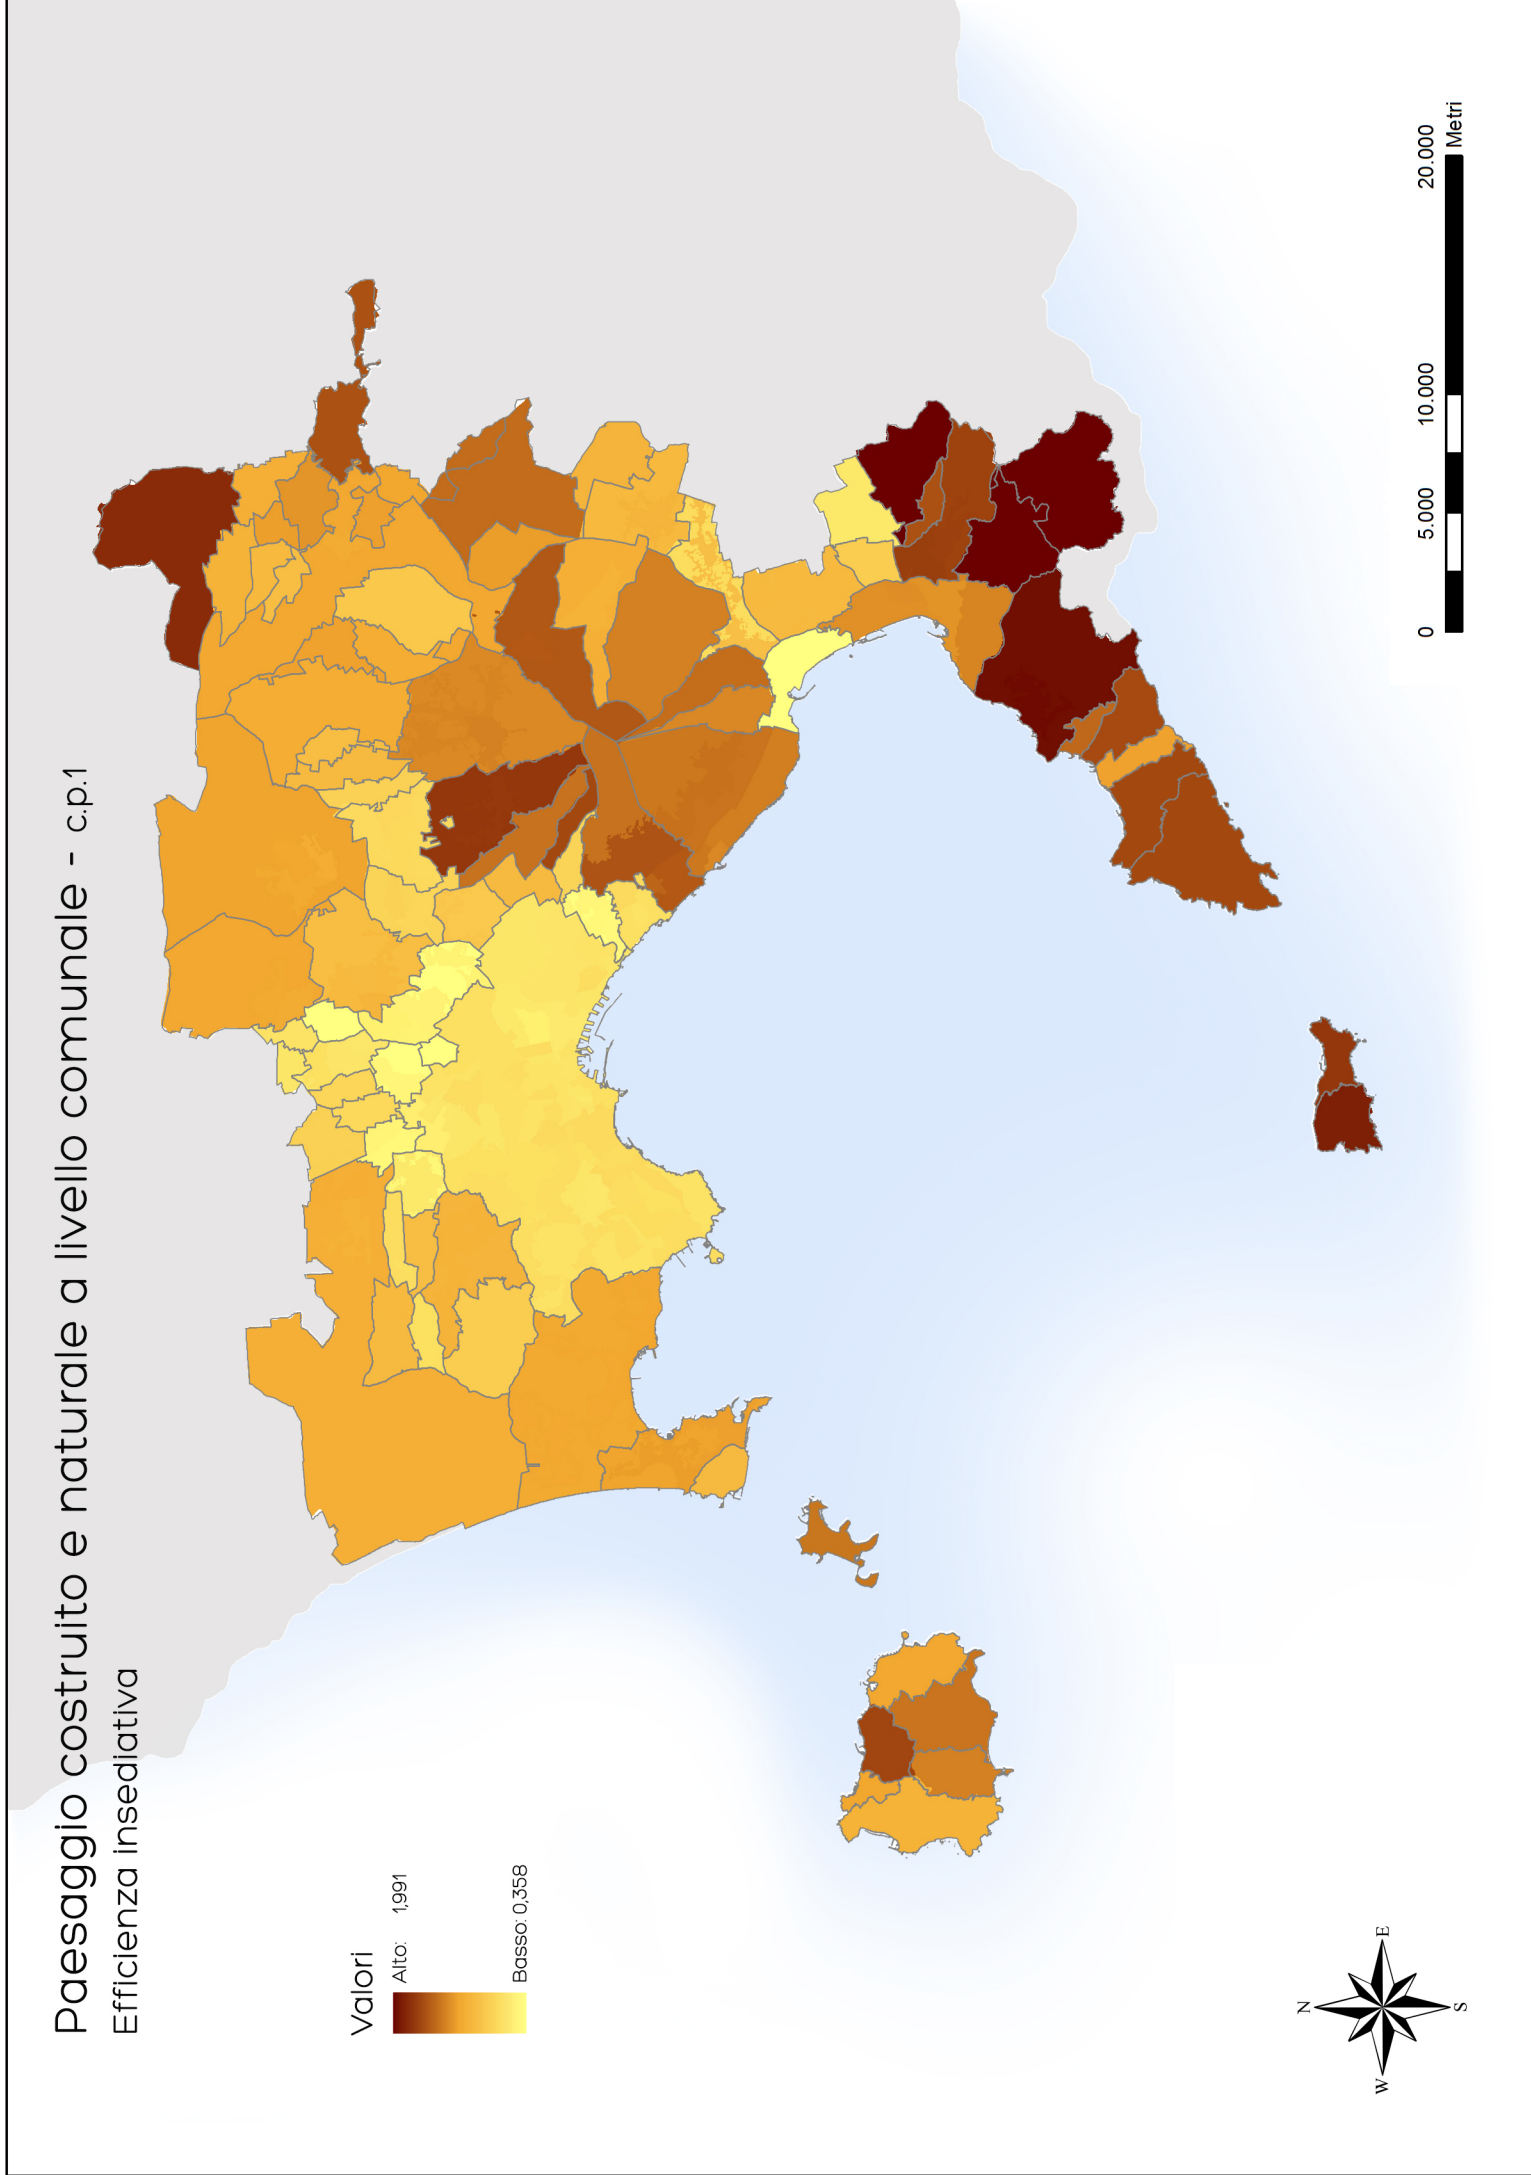 Paesaggio costruito e naturale a livello comunale - c.p.1
Efficienza insediativa
Valori
Alto: 1,991
Basso: 0,358
N
W E
S
0 5.000 10.000 20.000
Metri